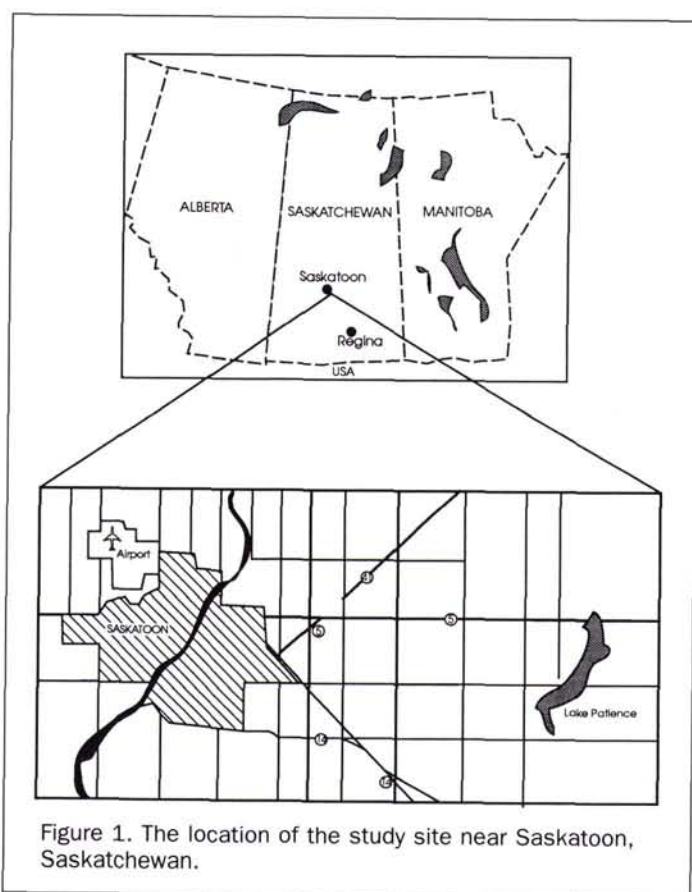 ALBERTA
SASKATCHEWAN
MANITOBA
Saskatoon
Regina
USA
Airport
SASKATOON
41
5
5
Lake Patience
14
14
Figure 1. The location of the study site near Saskatoon,
Saskatchewan.